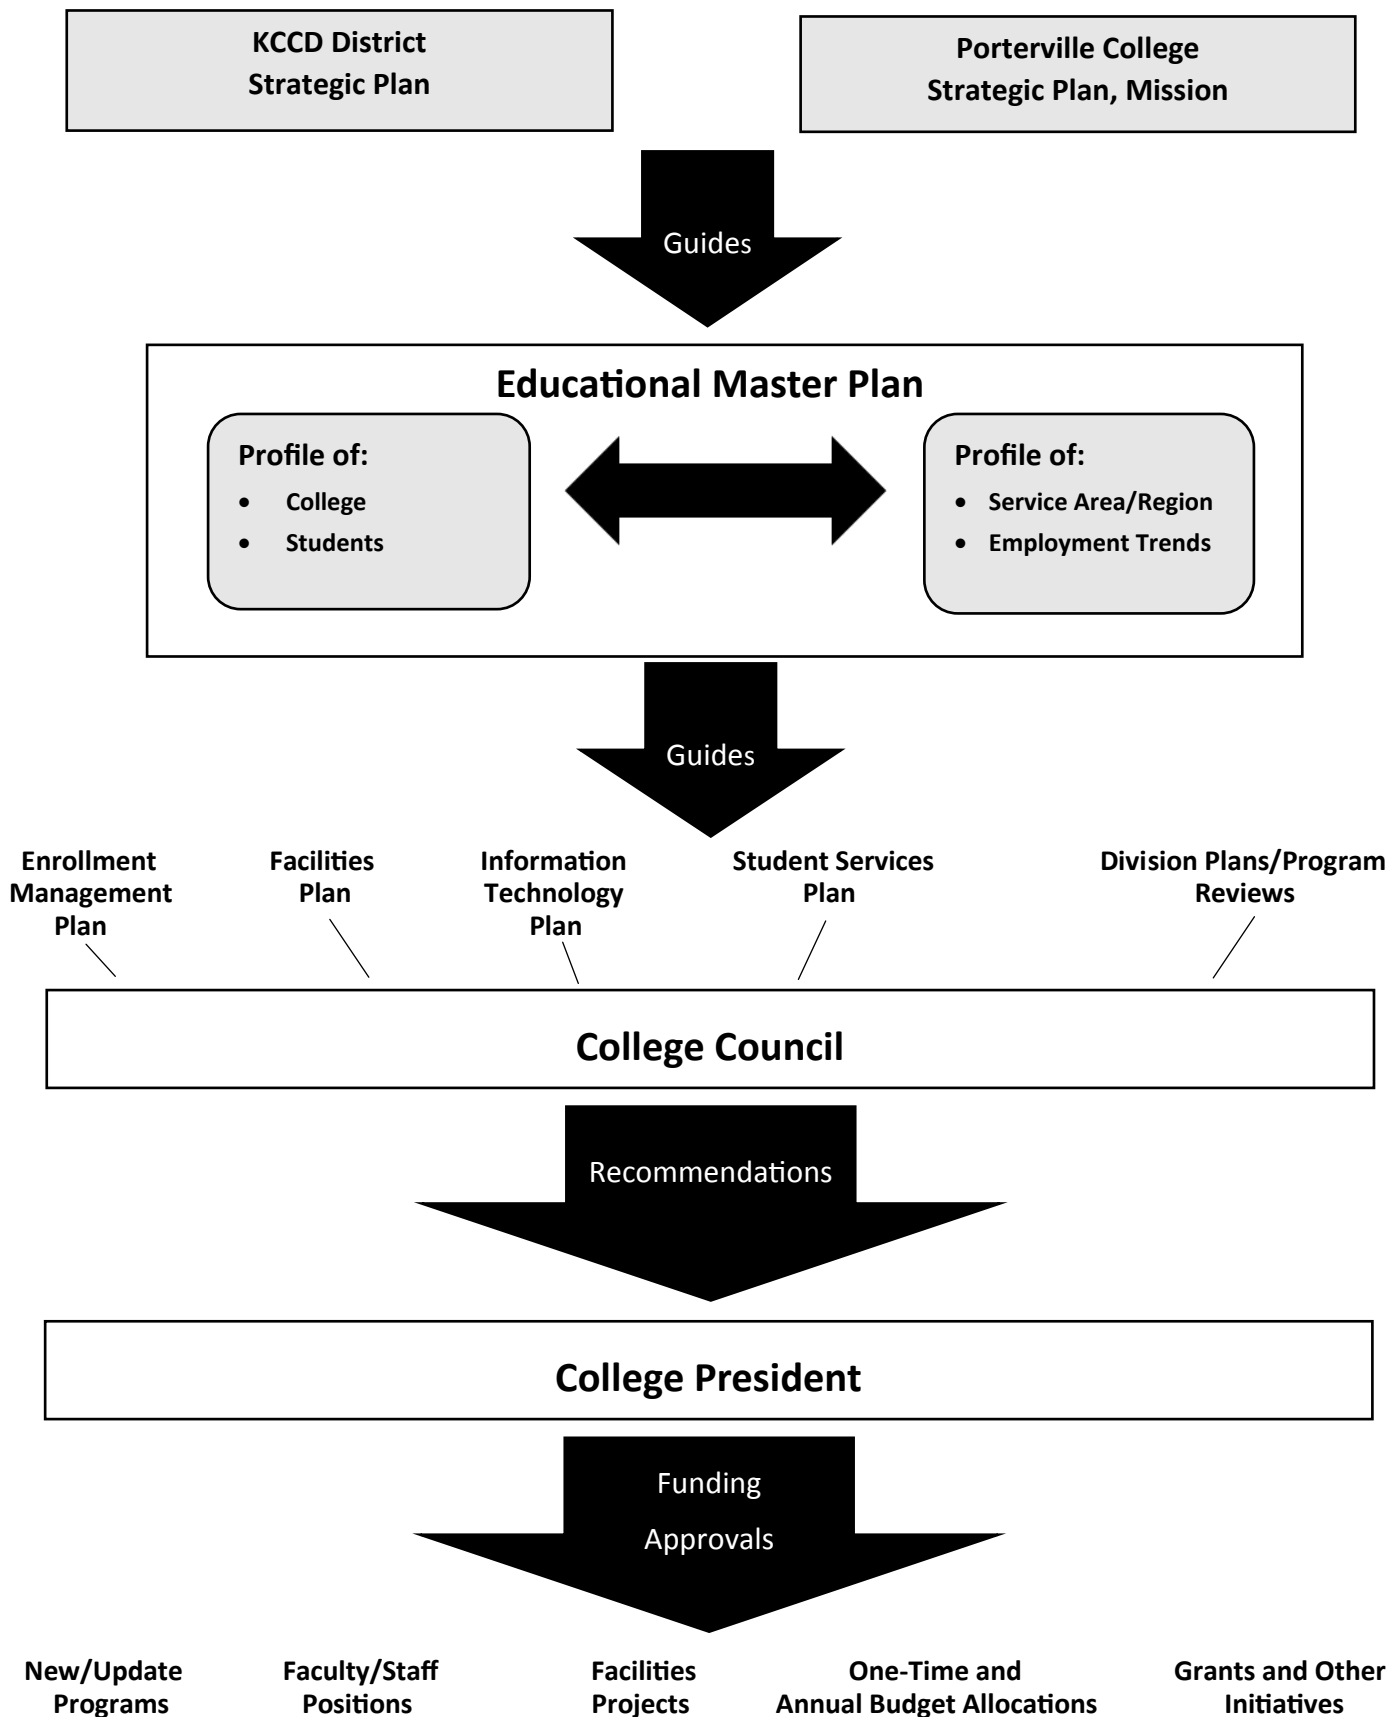 KCCD District
Strategic Plan
Porterville College
Strategic Plan, Mission
Guides
Educational Master Plan
Profile of:
• College
• Students
Profile of:
• Service Area/Region
• Employment Trends
Guides
Enrollment
Management
Plan
Facilities
Plan
Information
Technology
Plan
Student Services
Plan
Division Plans/Program
Reviews
College Council
Recommendations
College President
Funding
Approvals
New/Update
Programs
Faculty/Staff
Positions
Facilities
Projects
One-Time and
Annual Budget Allocations
Grants and Other
Initiatives